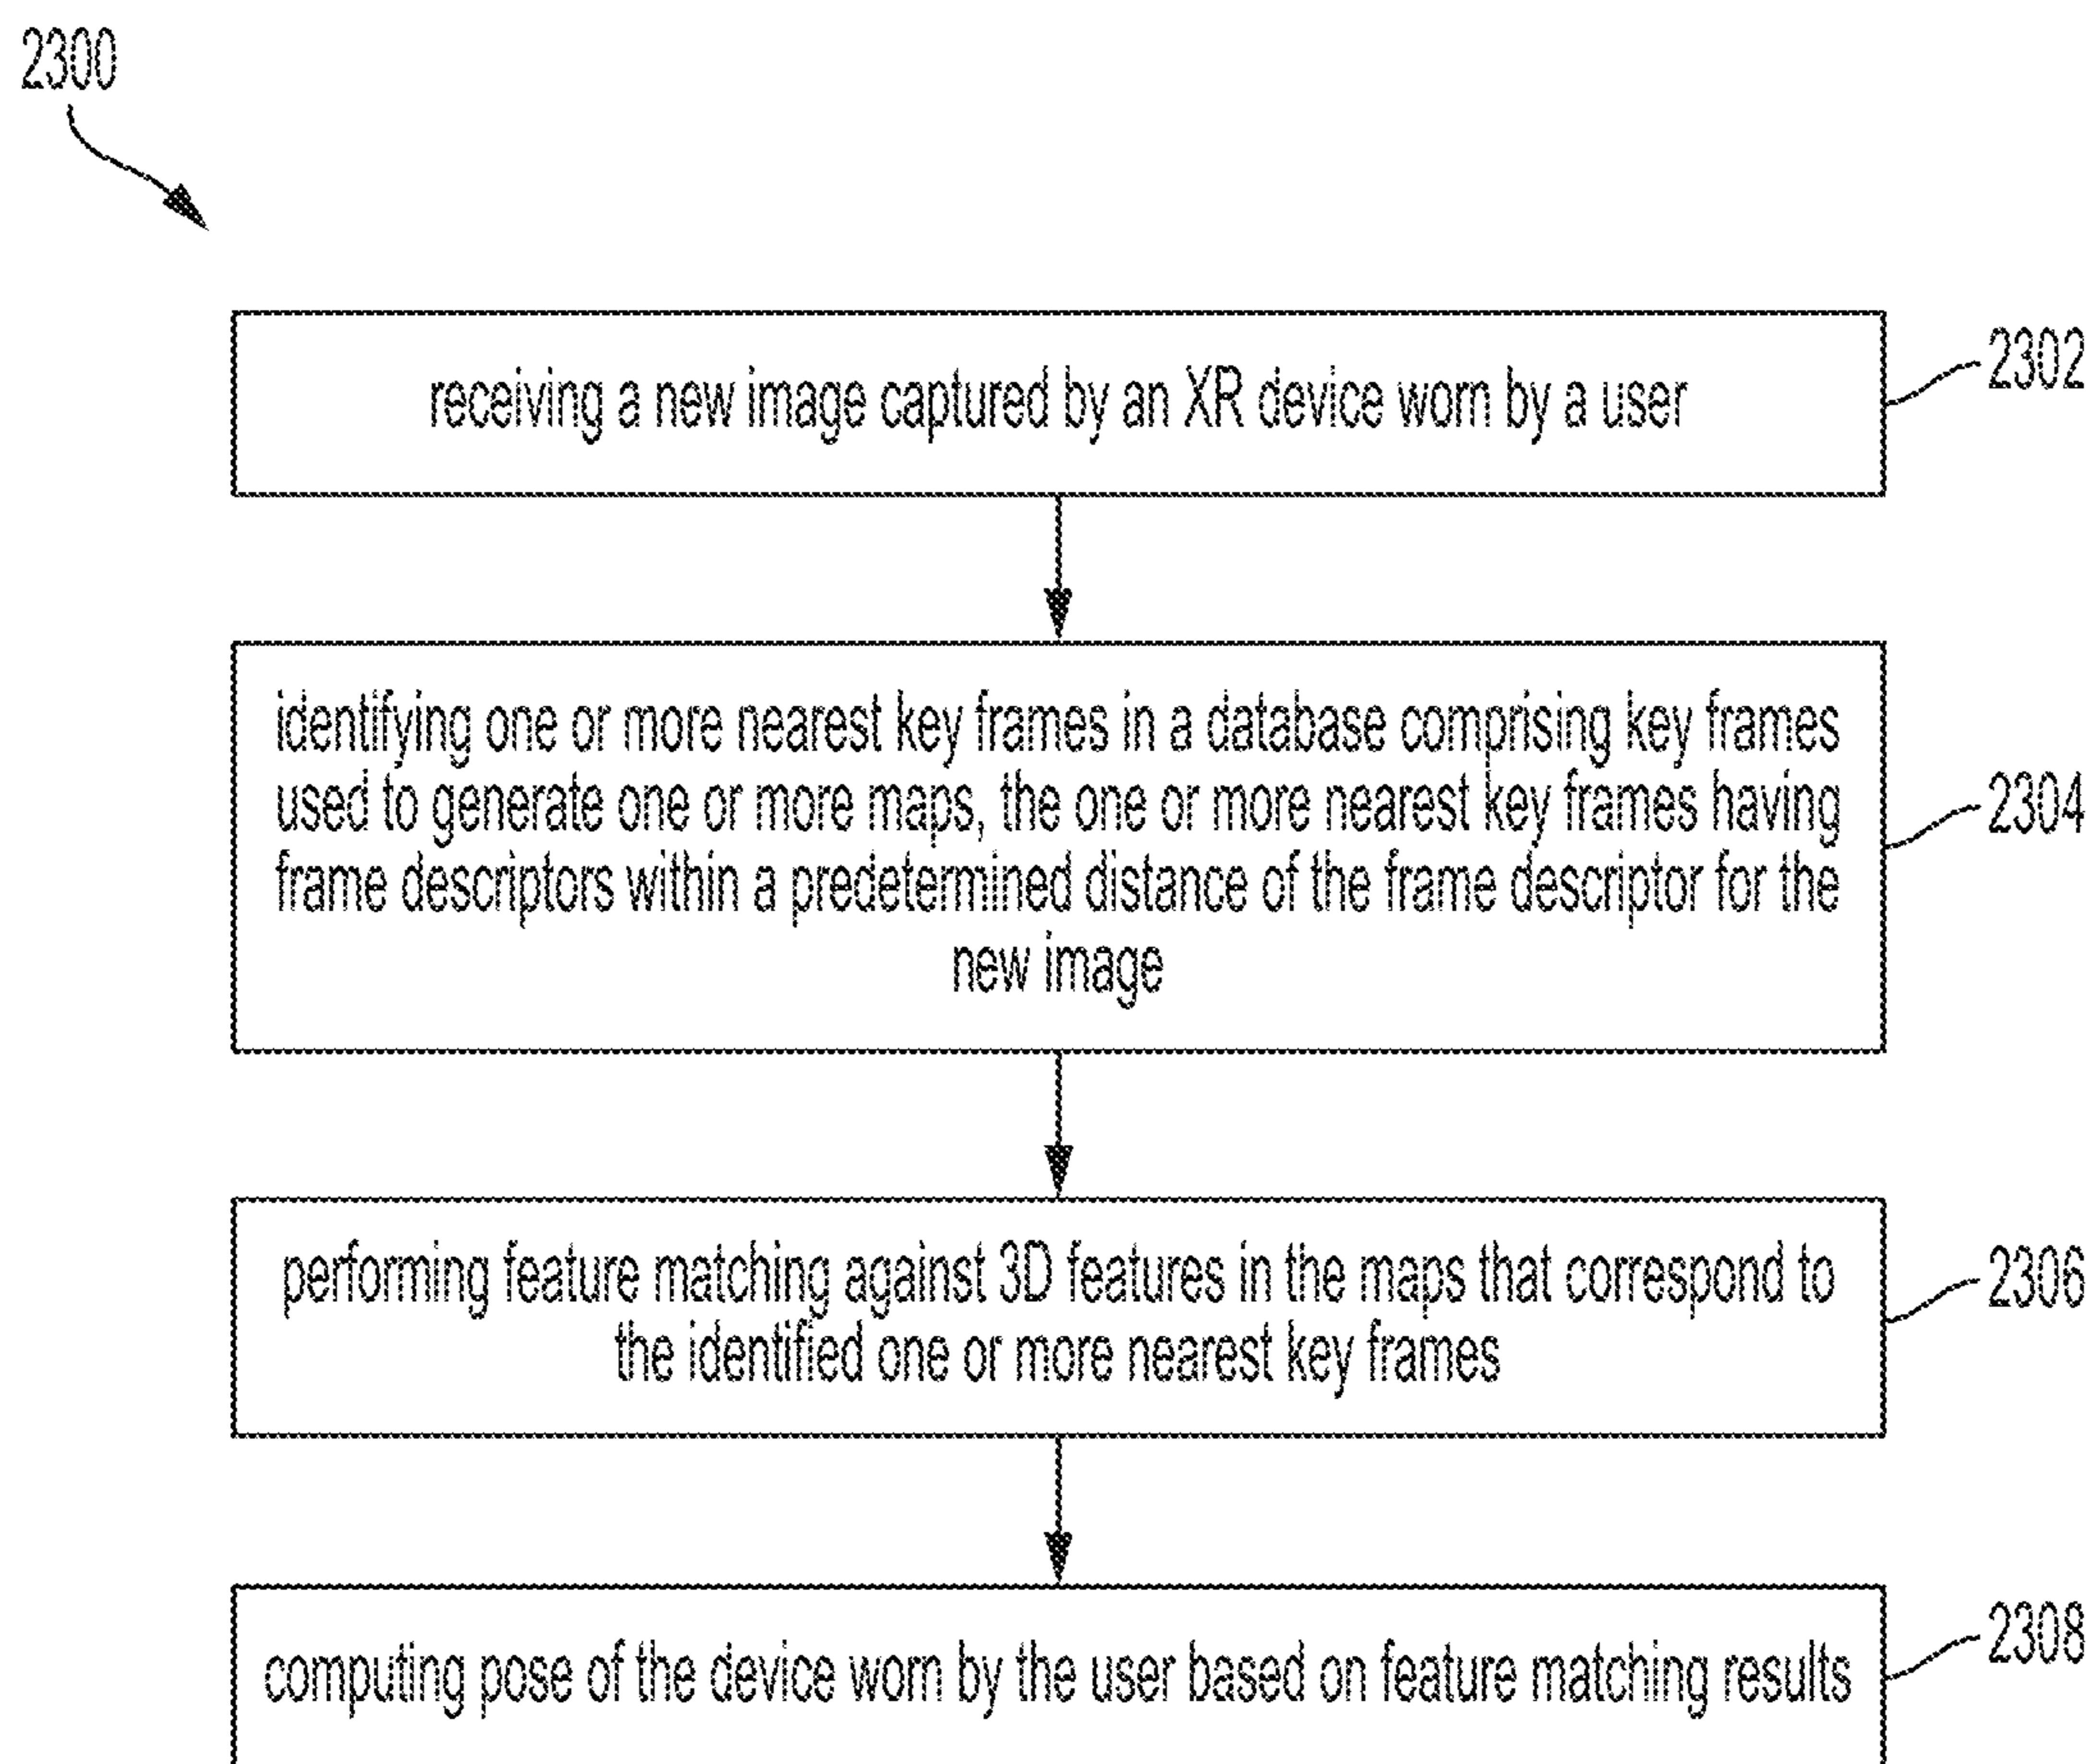 2300
receiving a new image captured by an XR device worn by a user
2302
identifying one or more nearest key frames in a database comprising key frames
used to generate one or more maps, the one or more nearest key frames having
frame descriptors within a predetermined distance of the frame descriptor for the
new image
2304
performing feature matching against 3D features in the maps that correspond to
the identified one or more nearest key frames
2306
computing pose of the device worn by the user based on feature matching results
2308